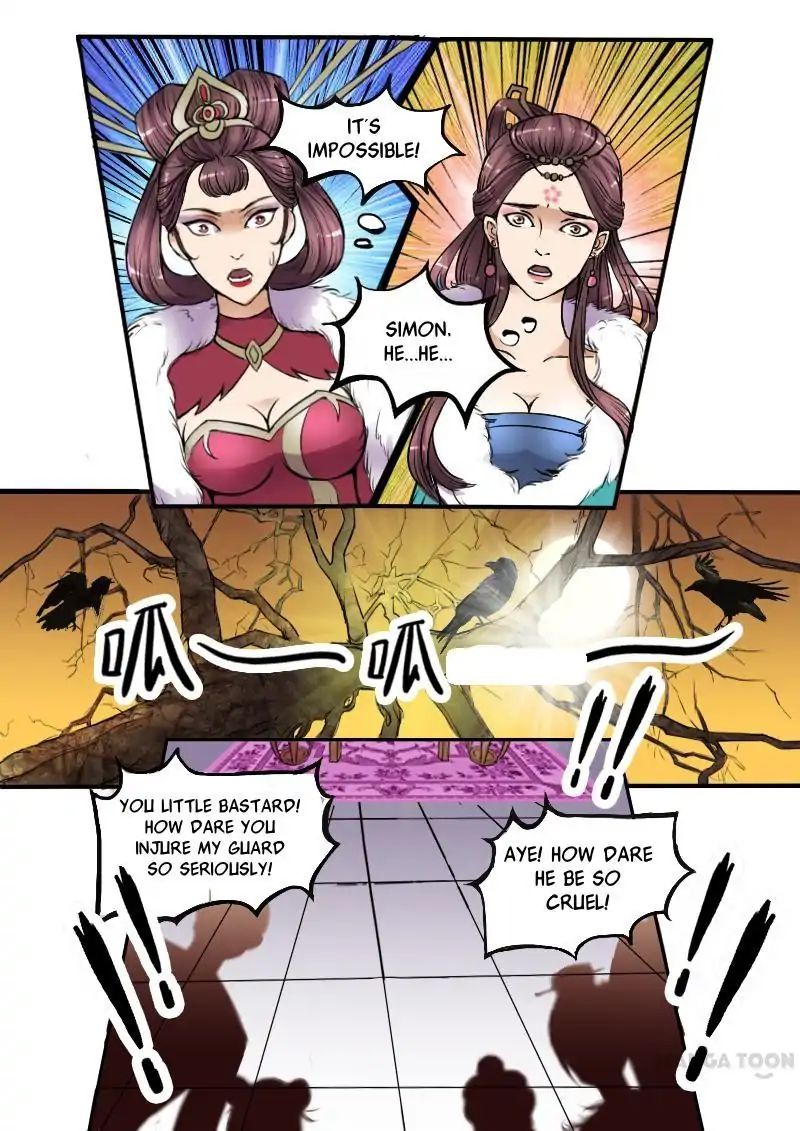 IT'S
IMPOSSIBLE!
SIMON.
HE...HE...
呱 呱
!!
YOU LITTLE BASTARD!
HOW DARE YOU
INJURE MY GUARD
SO SERIOUSLY!
AYE! HOW DARE
HE BE SO
CRUEL!
!!
!!
MANGA TOON